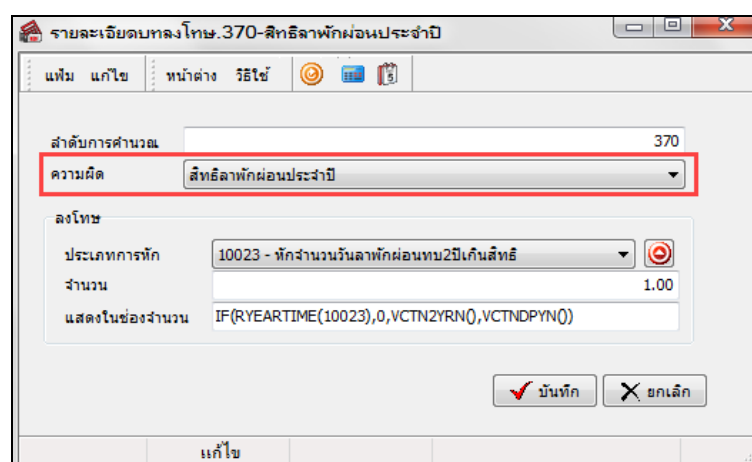 รายละเอียดบทลงโทษ.370-สิทธิลาพักผ่อนประจำปี
แฟ้ม แก้ไข หน้าต่าง วิธีใช้
ลำดับการคำนวณ 370
ความผิด สิทธิลาพักผ่อนประจำปี
ลงโทษ
ประเภทการหัก 10023 - หักจำนวนวันลาพักผ่อนทบ2ปีเกินสิทธิ์
จำนวน 1.00
แสดงในช่องจำนวน IF(RYEARTIME(10023),0,VCTN2YRN(),VCTNDPYN())
บันทึก ยกเลิก
แก้ไข